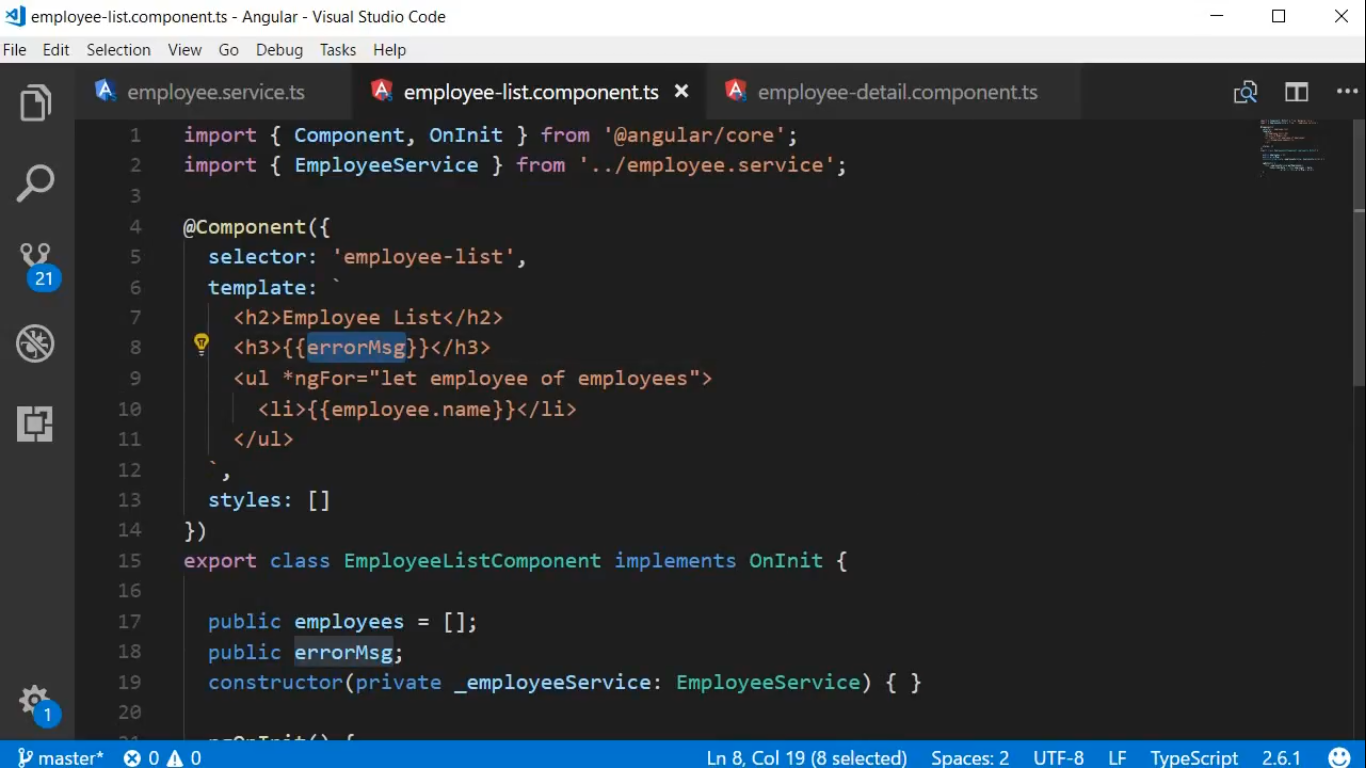 employee-list.component.ts - Angular - Visual Studio Code
File Edit Selection View Go Debug Tasks Help
employee.service.ts employee-list.component.ts employee-detail.component.ts
1 import { Component, OnInit } from '@angular/core';
2 import { EmployeeService } from '../employee.service';
3
4 @Component({
5 selector: 'employee-list',
6 template: `
7 <h2>Employee List</h2>
8 <h3>{{errorMsg}}</h3>
9 <ul *ngFor="let employee of employees">
10 <li>{{employee.name}}</li>
11 </ul>
12 `,
13 styles: []
14 })
15 export class EmployeeListComponent implements OnInit {
16
17 public employees = [];
18 public errorMsg;
19 constructor(private _employeeService: EmployeeService) { }
20
21 ngOnInit() {
21
1
master* 0 0 Ln 8, Col 19 (8 selected) Spaces: 2 UTF-8 LF TypeScript 2.6.1